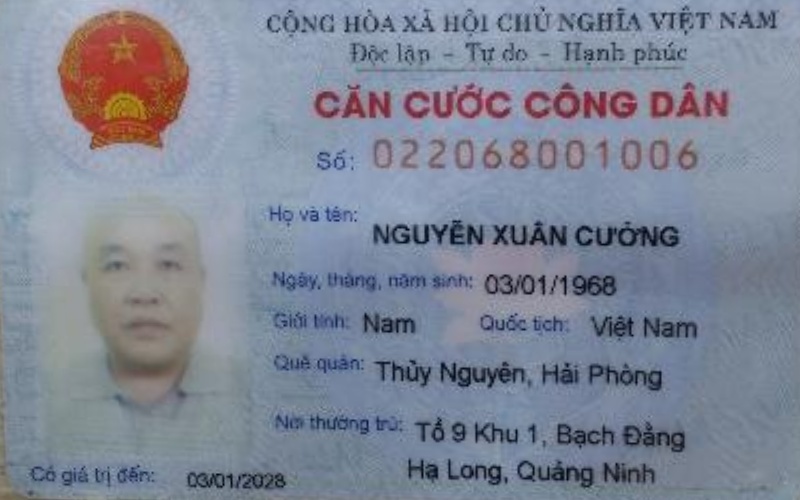 CỘNG HÒA XÃ HỘI CHỦ NGHĨA VIỆT NAM
Độc lập - Tự do - Hạnh phúc
CĂN CƯỚC CÔNG DÂN
Số: 022068001006
Họ và tên:
NGUYỄN XUÂN CƯỜNG
Ngày, tháng, năm sinh: 03/01/1968
Giới tính: Nam Quốc tịch: Việt Nam
Quê quán: Thủy Nguyên, Hải Phòng
Nơi thường trú: Tổ 9 Khu 1, Bạch Đằng
Hạ Long, Quảng Ninh
Có giá trị đến: 03/01/2028